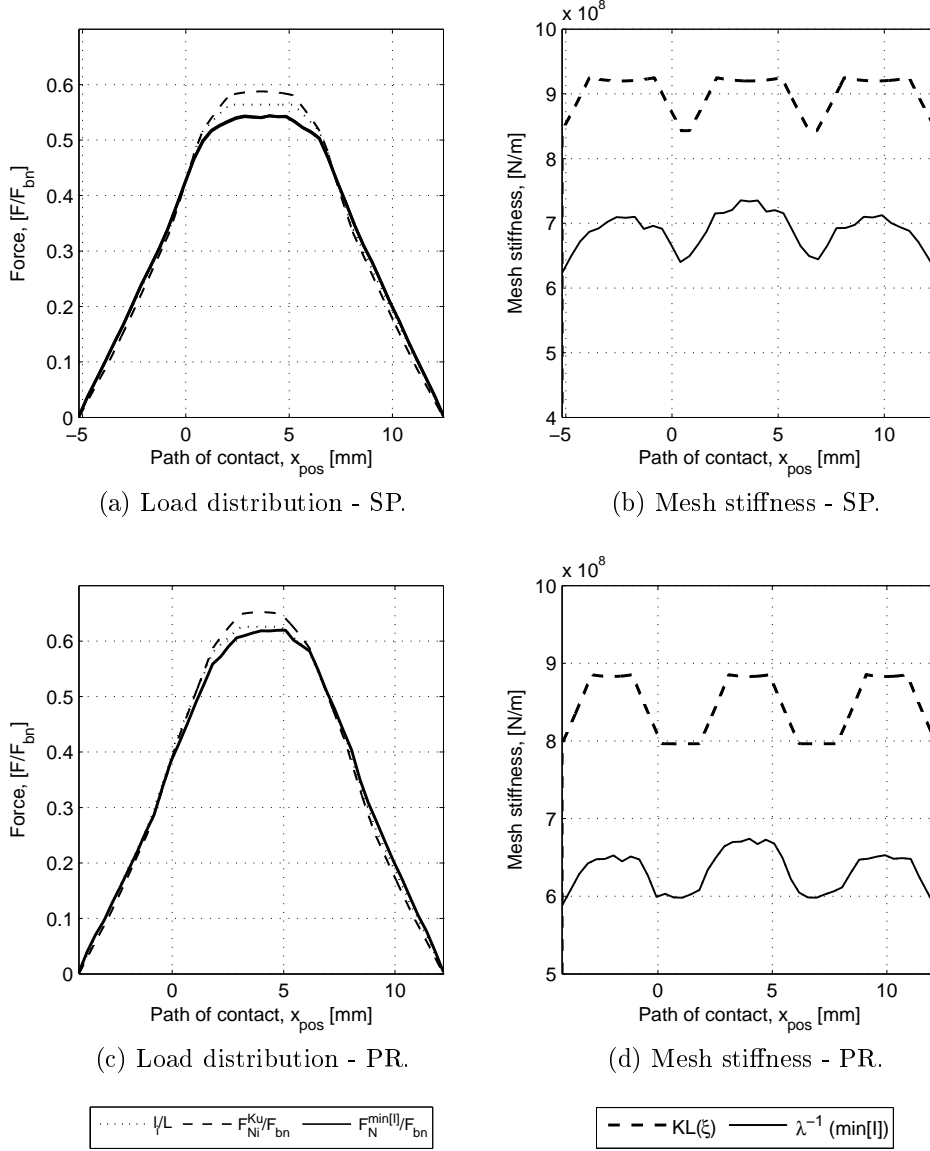 x 10^8
0.6
0.5
0.4
0.3
0.2
0.1
0
Force, [F/F_bn]
−5 0 5 10
Path of contact, x_pos [mm]
(a) Load distribution - SP.
10
9
8
7
6
5
4
Mesh stiffness, [N/m]
−5 0 5 10
Path of contact, x_pos [mm]
(b) Mesh stiffness - SP.
0.6
0.5
0.4
0.3
0.2
0.1
0
Force, [F/F_bn]
0 5 10
Path of contact, x_pos [mm]
(c) Load distribution - PR.
x 10^8
10
9
8
7
6
5
Mesh stiffness, [N/m]
0 5 10
Path of contact, x_pos [mm]
(d) Mesh stiffness - PR.
l_i/L F_Ni^Ku/F_bn F_N^min[I]/F_bn
KL(ξ) λ^−1 (min[I])